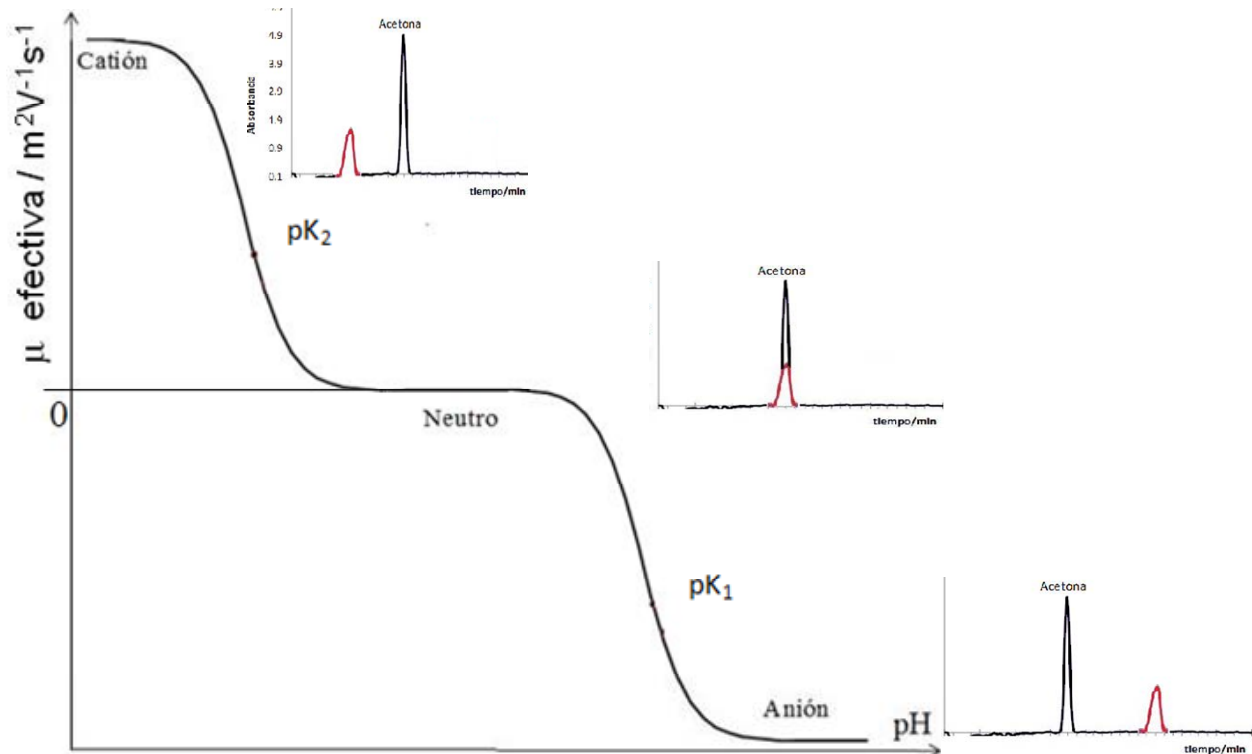 μ efectiva / m²V⁻¹s⁻¹
Catión
Acetona
4.9
3.9
2.9
1.9
0.9
0.1
Absorbancia
tiempo/min
pK₂
Acetona
tiempo/min
0
Neutro
pK₁
Acetona
tiempo/min
Anión
pH